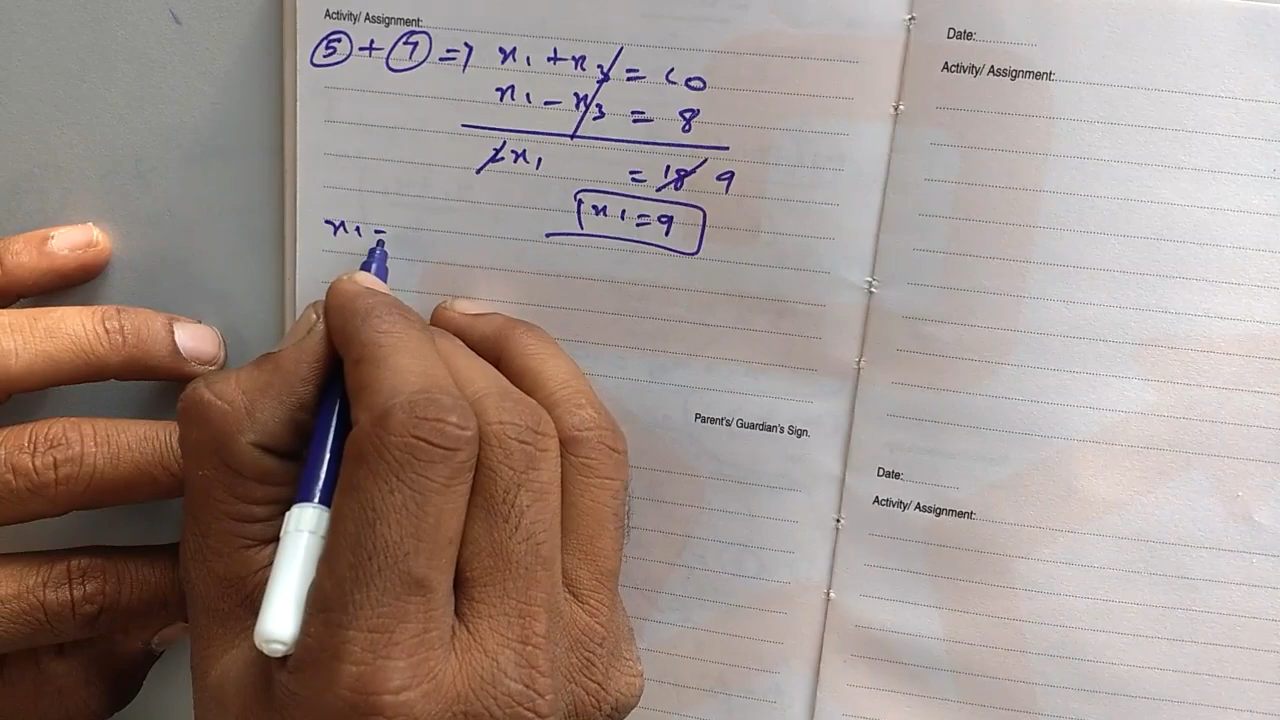 Activity/ Assignment:
⑤ + ④ => x₁ + x₃ = 10
x₁ - x₃ = 8
2x₁ = 18 9
x₁ = 9
x₁ =
Parent's/ Guardian's Sign.
Date:
Activity/ Assignment:
Date:
Activity/ Assignment: